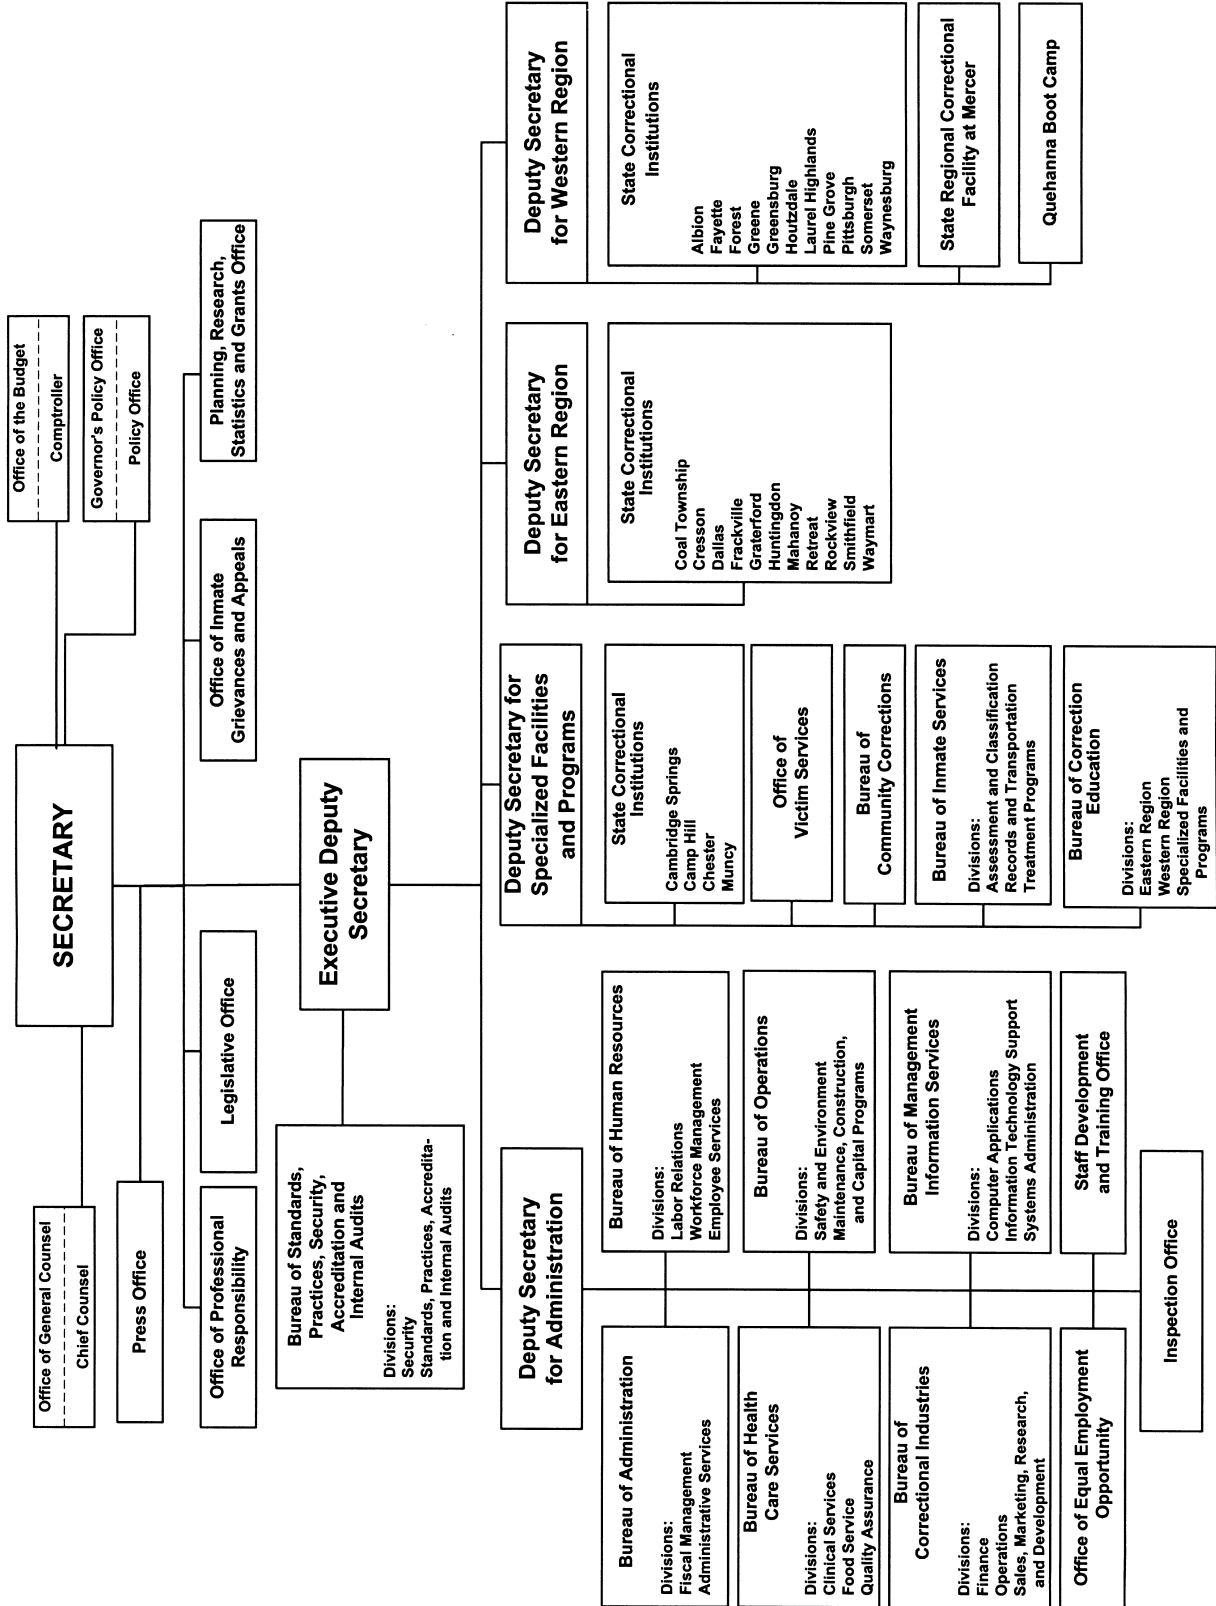 Office of General Counsel
Chief Counsel
SECRETARY
Office of the Budget
Comptroller
Governor's Policy Office
Policy Office
Press Office
Office of Professional
Responsibility
Legislative Office
Office of Inmate
Grievances and Appeals
Planning, Research,
Statistics and Grants Office
Bureau of Standards,
Practices, Security,
Accreditation and
Internal Audits
Divisions:
Security
Standards, Practices, Accredita-
tion and Internal Audits
Executive Deputy
Secretary
Deputy Secretary
for Administration
Bureau of Administration
Divisions:
Fiscal Management
Administrative Services
Bureau of Human Resources
Divisions:
Labor Relations
Workforce Management
Employee Services
Bureau of Health
Care Services
Divisions:
Clinical Services
Food Service
Quality Assurance
Bureau of Operations
Divisions:
Safety and Environment
Maintenance, Construction,
and Capital Programs
Bureau of
Correctional Industries
Divisions:
Finance
Operations
Sales, Marketing, Research,
and Development
Bureau of Management
Information Services
Divisions:
Computer Applications
Information Technology Support
Systems Administration
Office of Equal Employment
Opportunity
Staff Development
and Training Office
Inspection Office
Deputy Secretary for
Specialized Facilities
and Programs
State Correctional
Institutions
Cambridge Springs
Camp Hill
Chester
Muncy
Office of
Victim Services
Bureau of
Community Corrections
Bureau of Inmate Services
Divisions:
Assessment and Classification
Records and Transportation
Treatment Programs
Bureau of Correction
Education
Divisions:
Eastern Region
Western Region
Specialized Facilities and
Programs
Deputy Secretary
for Eastern Region
State Correctional
Institutions
Coal Township
Cresson
Dallas
Frackville
Graterford
Huntingdon
Mahanoy
Retreat
Rockview
Smithfield
Waymart
Deputy Secretary
for Western Region
State Correctional
Institutions
Albion
Fayette
Forest
Greene
Greensburg
Houtzdale
Laurel Highlands
Pine Grove
Pittsburgh
Somerset
Waynesburg
State Regional Correctional
Facility at Mercer
Quehanna Boot Camp